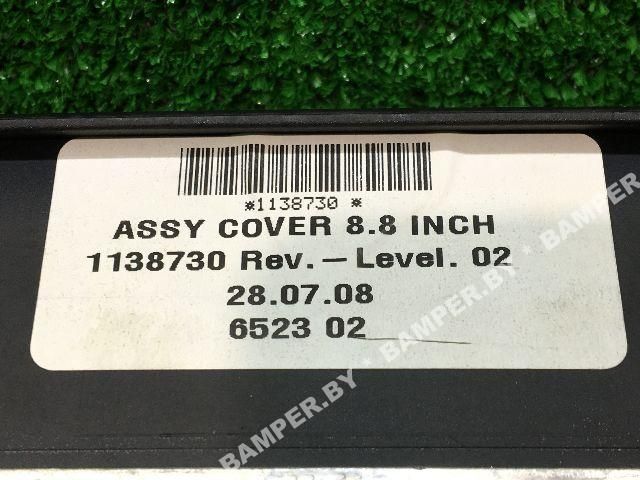 *1138730 *
ASSY COVER 8.8 INCH
1138730 Rev. – Level. 02
28.07.08
6523 02
BAMPER.BY * BAMPER.BY * BAMPER.BY